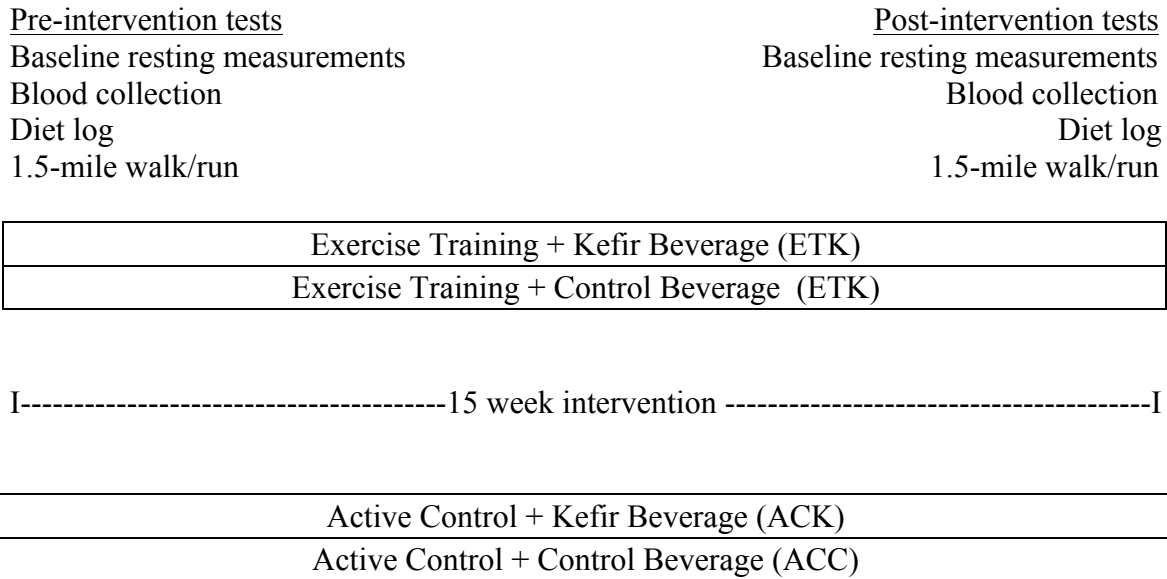 Pre-intervention tests Post-intervention tests
Baseline resting measurements Baseline resting measurements
Blood collection Blood collection
Diet log Diet log
1.5-mile walk/run 1.5-mile walk/run
Exercise Training + Kefir Beverage (ETK)
Exercise Training + Control Beverage (ETK)
I----------------------------------------15 week intervention ----------------------------------------I
Active Control + Kefir Beverage (ACK)
Active Control + Control Beverage (ACC)